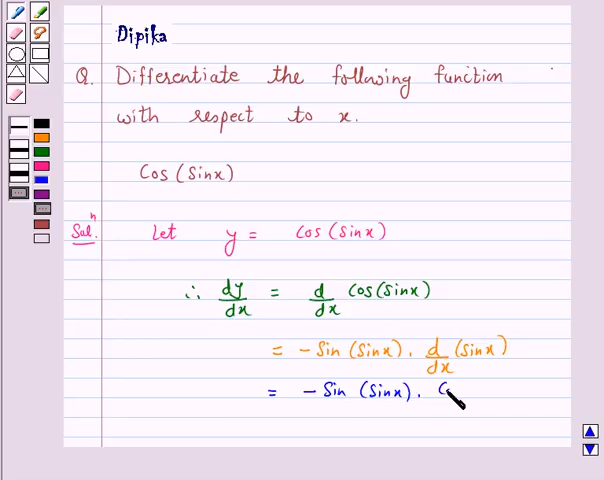 Dipika
Q. Differentiate the following function
with respect to x.
Cos(Sinx)
Solⁿ. Let y = Cos(Sinx)
∴ dy/dx = d/dx Cos(Sinx)
= -Sin(Sinx). d/dx (Sinx)
= -Sin(Sinx). C